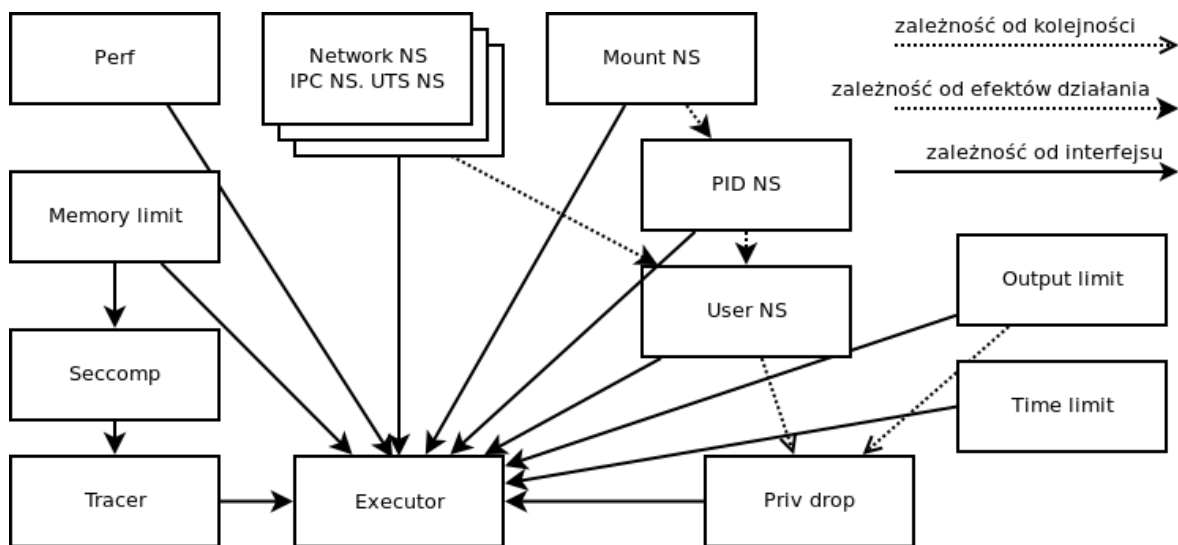 Perf
Network NS
IPC NS. UTS NS
Mount NS
zależność od kolejności
zależność od efektów działania
zależność od interfejsu
PID NS
Memory limit
Output limit
User NS
Seccomp
Time limit
Tracer
Executor
Priv drop